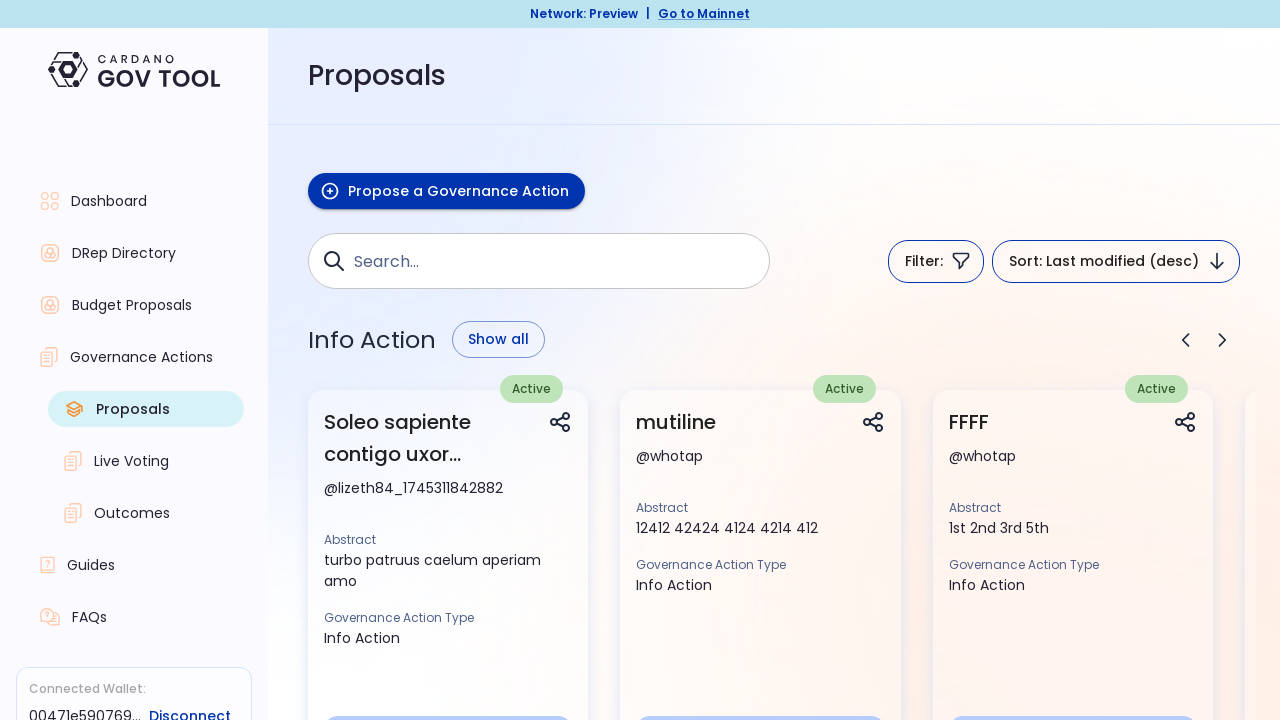 Network: Preview | Go to Mainnet
CARDANO
GOV TOOL
Proposals
Dashboard
DRep Directory
Budget Proposals
Governance Actions
Proposals
Live Voting
Outcomes
Guides
FAQs
Connected Wallet:
00471e590769... Disconnect
Propose a Governance Action
Search...
Filter:
Sort: Last modified (desc)
Info Action
Show all
Active
Soleo sapiente
contigo uxor...
@lizeth84_1745311842882
Abstract
turbo patruus caelum aperiam
amo
Governance Action Type
Info Action
Active
mutiline
@whotap
Abstract
12412 42424 4124 4214 412
Governance Action Type
Info Action
Active
FFFF
@whotap
Abstract
1st 2nd 3rd 5th
Governance Action Type
Info Action